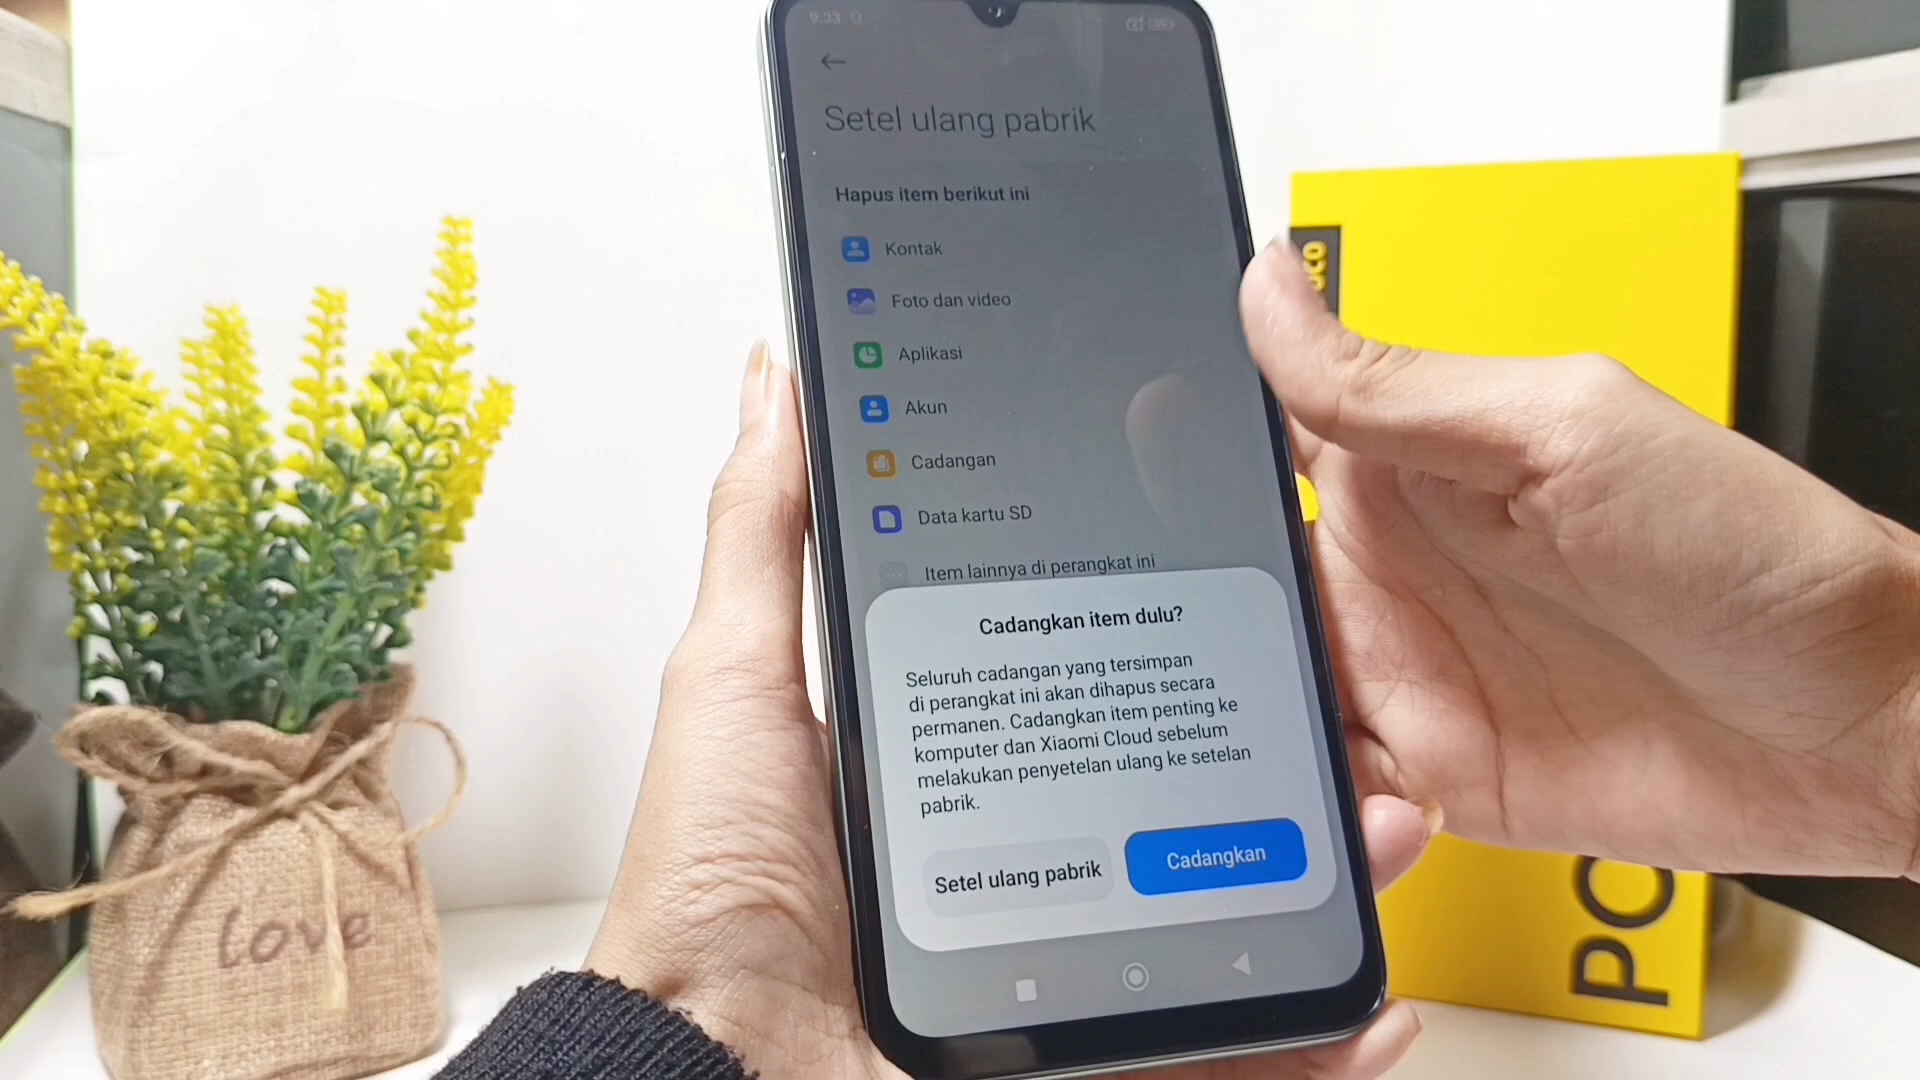 9:33
Setel ulang pabrik
Hapus item berikut ini
Kontak
Foto dan video
Aplikasi
Akun
Cadangan
Data kartu SD
Item lainnya di perangkat ini
Cadangkan item dulu?
Seluruh cadangan yang tersimpan
di perangkat ini akan dihapus secara
permanen. Cadangkan item penting ke
komputer dan Xiaomi Cloud sebelum
melakukan penyetelan ulang ke setelan
pabrik.
Setel ulang pabrik
Cadangkan
love